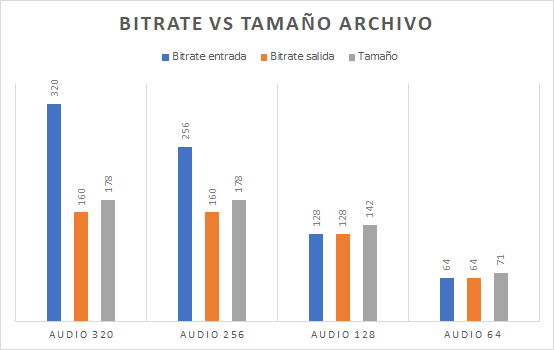 BITRATE VS TAMAÑO ARCHIVO
Bitrate entrada Bitrate salida Tamaño
320 160 178 256 160 178 128 128 142 64 64 71
AUDIO 320 AUDIO 256 AUDIO 128 AUDIO 64